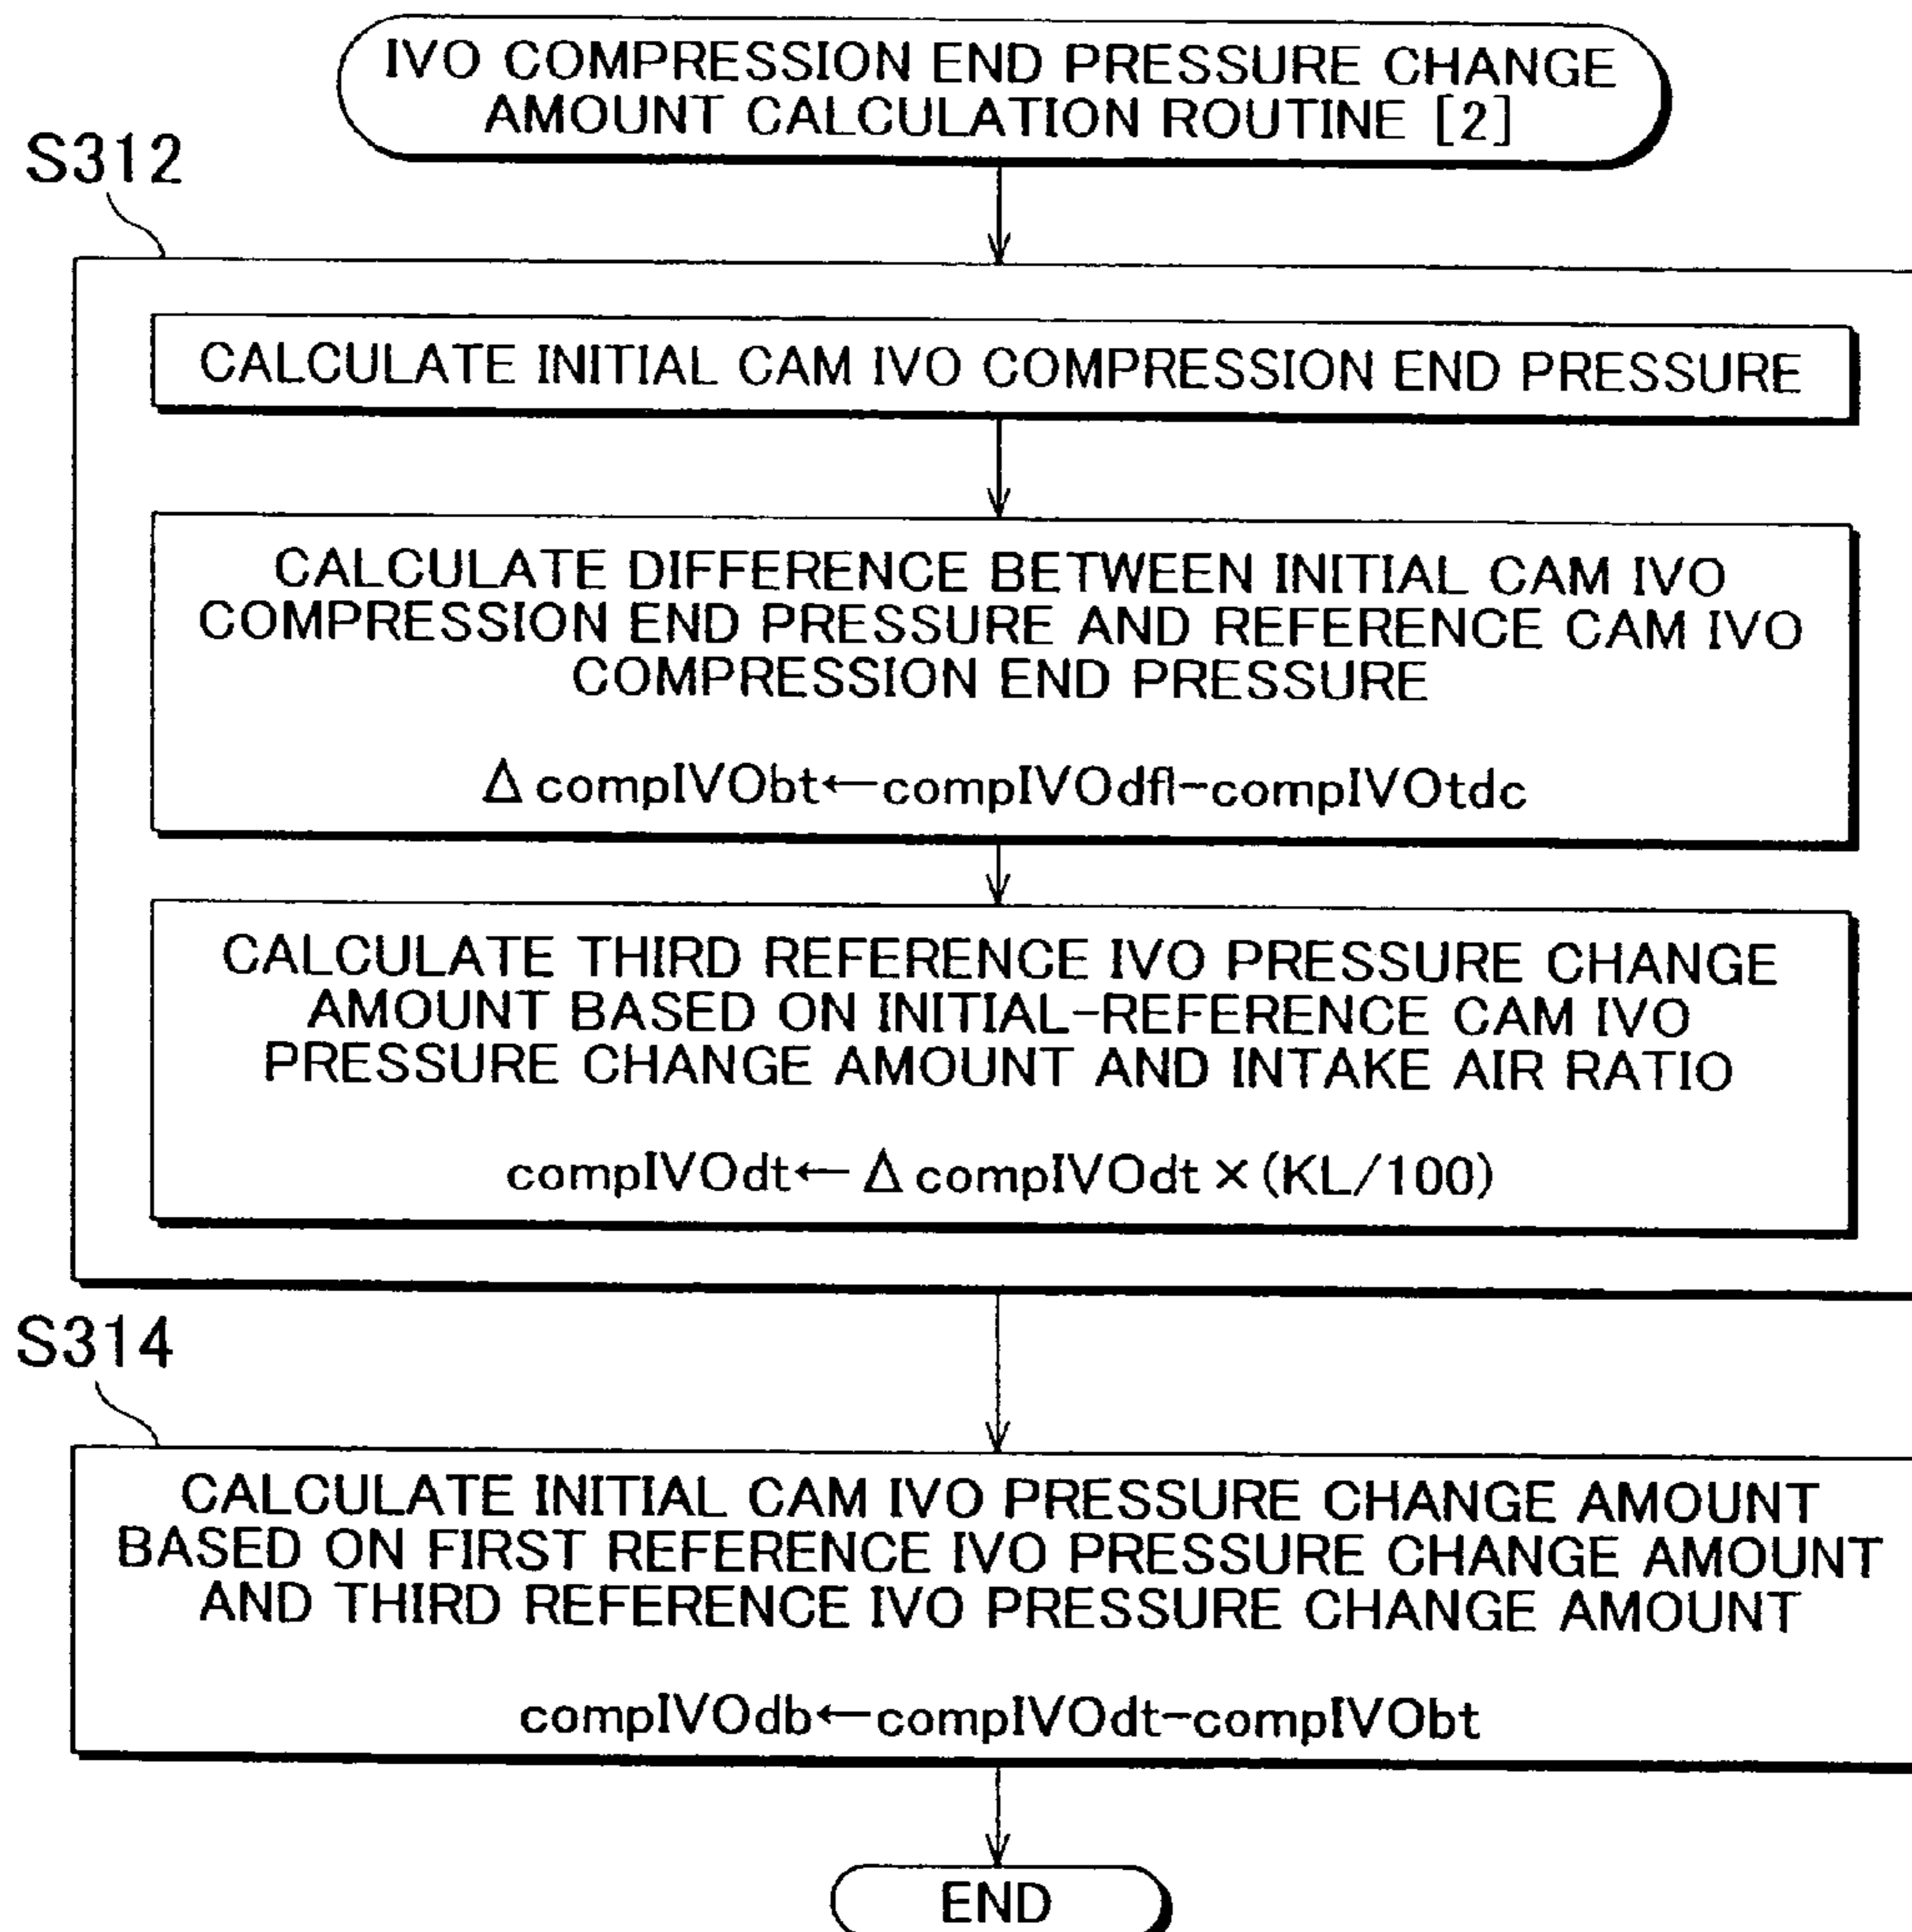 IVO COMPRESSION END PRESSURE CHANGE
AMOUNT CALCULATION ROUTINE [2]
S312
CALCULATE INITIAL CAM IVO COMPRESSION END PRESSURE
CALCULATE DIFFERENCE BETWEEN INITIAL CAM IVO
COMPRESSION END PRESSURE AND REFERENCE CAM IVO
COMPRESSION END PRESSURE
Δ compIVObt←compIVOdfl-compIVOtdc
CALCULATE THIRD REFERENCE IVO PRESSURE CHANGE
AMOUNT BASED ON INITIAL-REFERENCE CAM IVO
PRESSURE CHANGE AMOUNT AND INTAKE AIR RATIO
compIVOdt← Δ compIVOdt × (KL/100)
S314
CALCULATE INITIAL CAM IVO PRESSURE CHANGE AMOUNT
BASED ON FIRST REFERENCE IVO PRESSURE CHANGE AMOUNT
AND THIRD REFERENCE IVO PRESSURE CHANGE AMOUNT
compIVOdb←compIVOdt-compIVObt
END